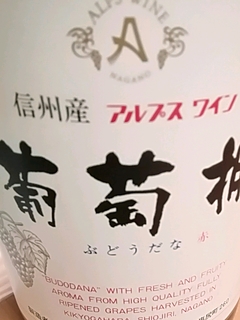 ALPS WINE
A
NAGANO
信州産 アルプス ワイン
葡萄棚
ぶどうだな 赤
"BUDODANA" WITH FRESH AND FRUITY
AROMA FROM HIGH QUALITY FULLY
RIPENED GRAPES HARVESTED IN
KIKYOGAHARA, SHIOJIRI, NAGANO